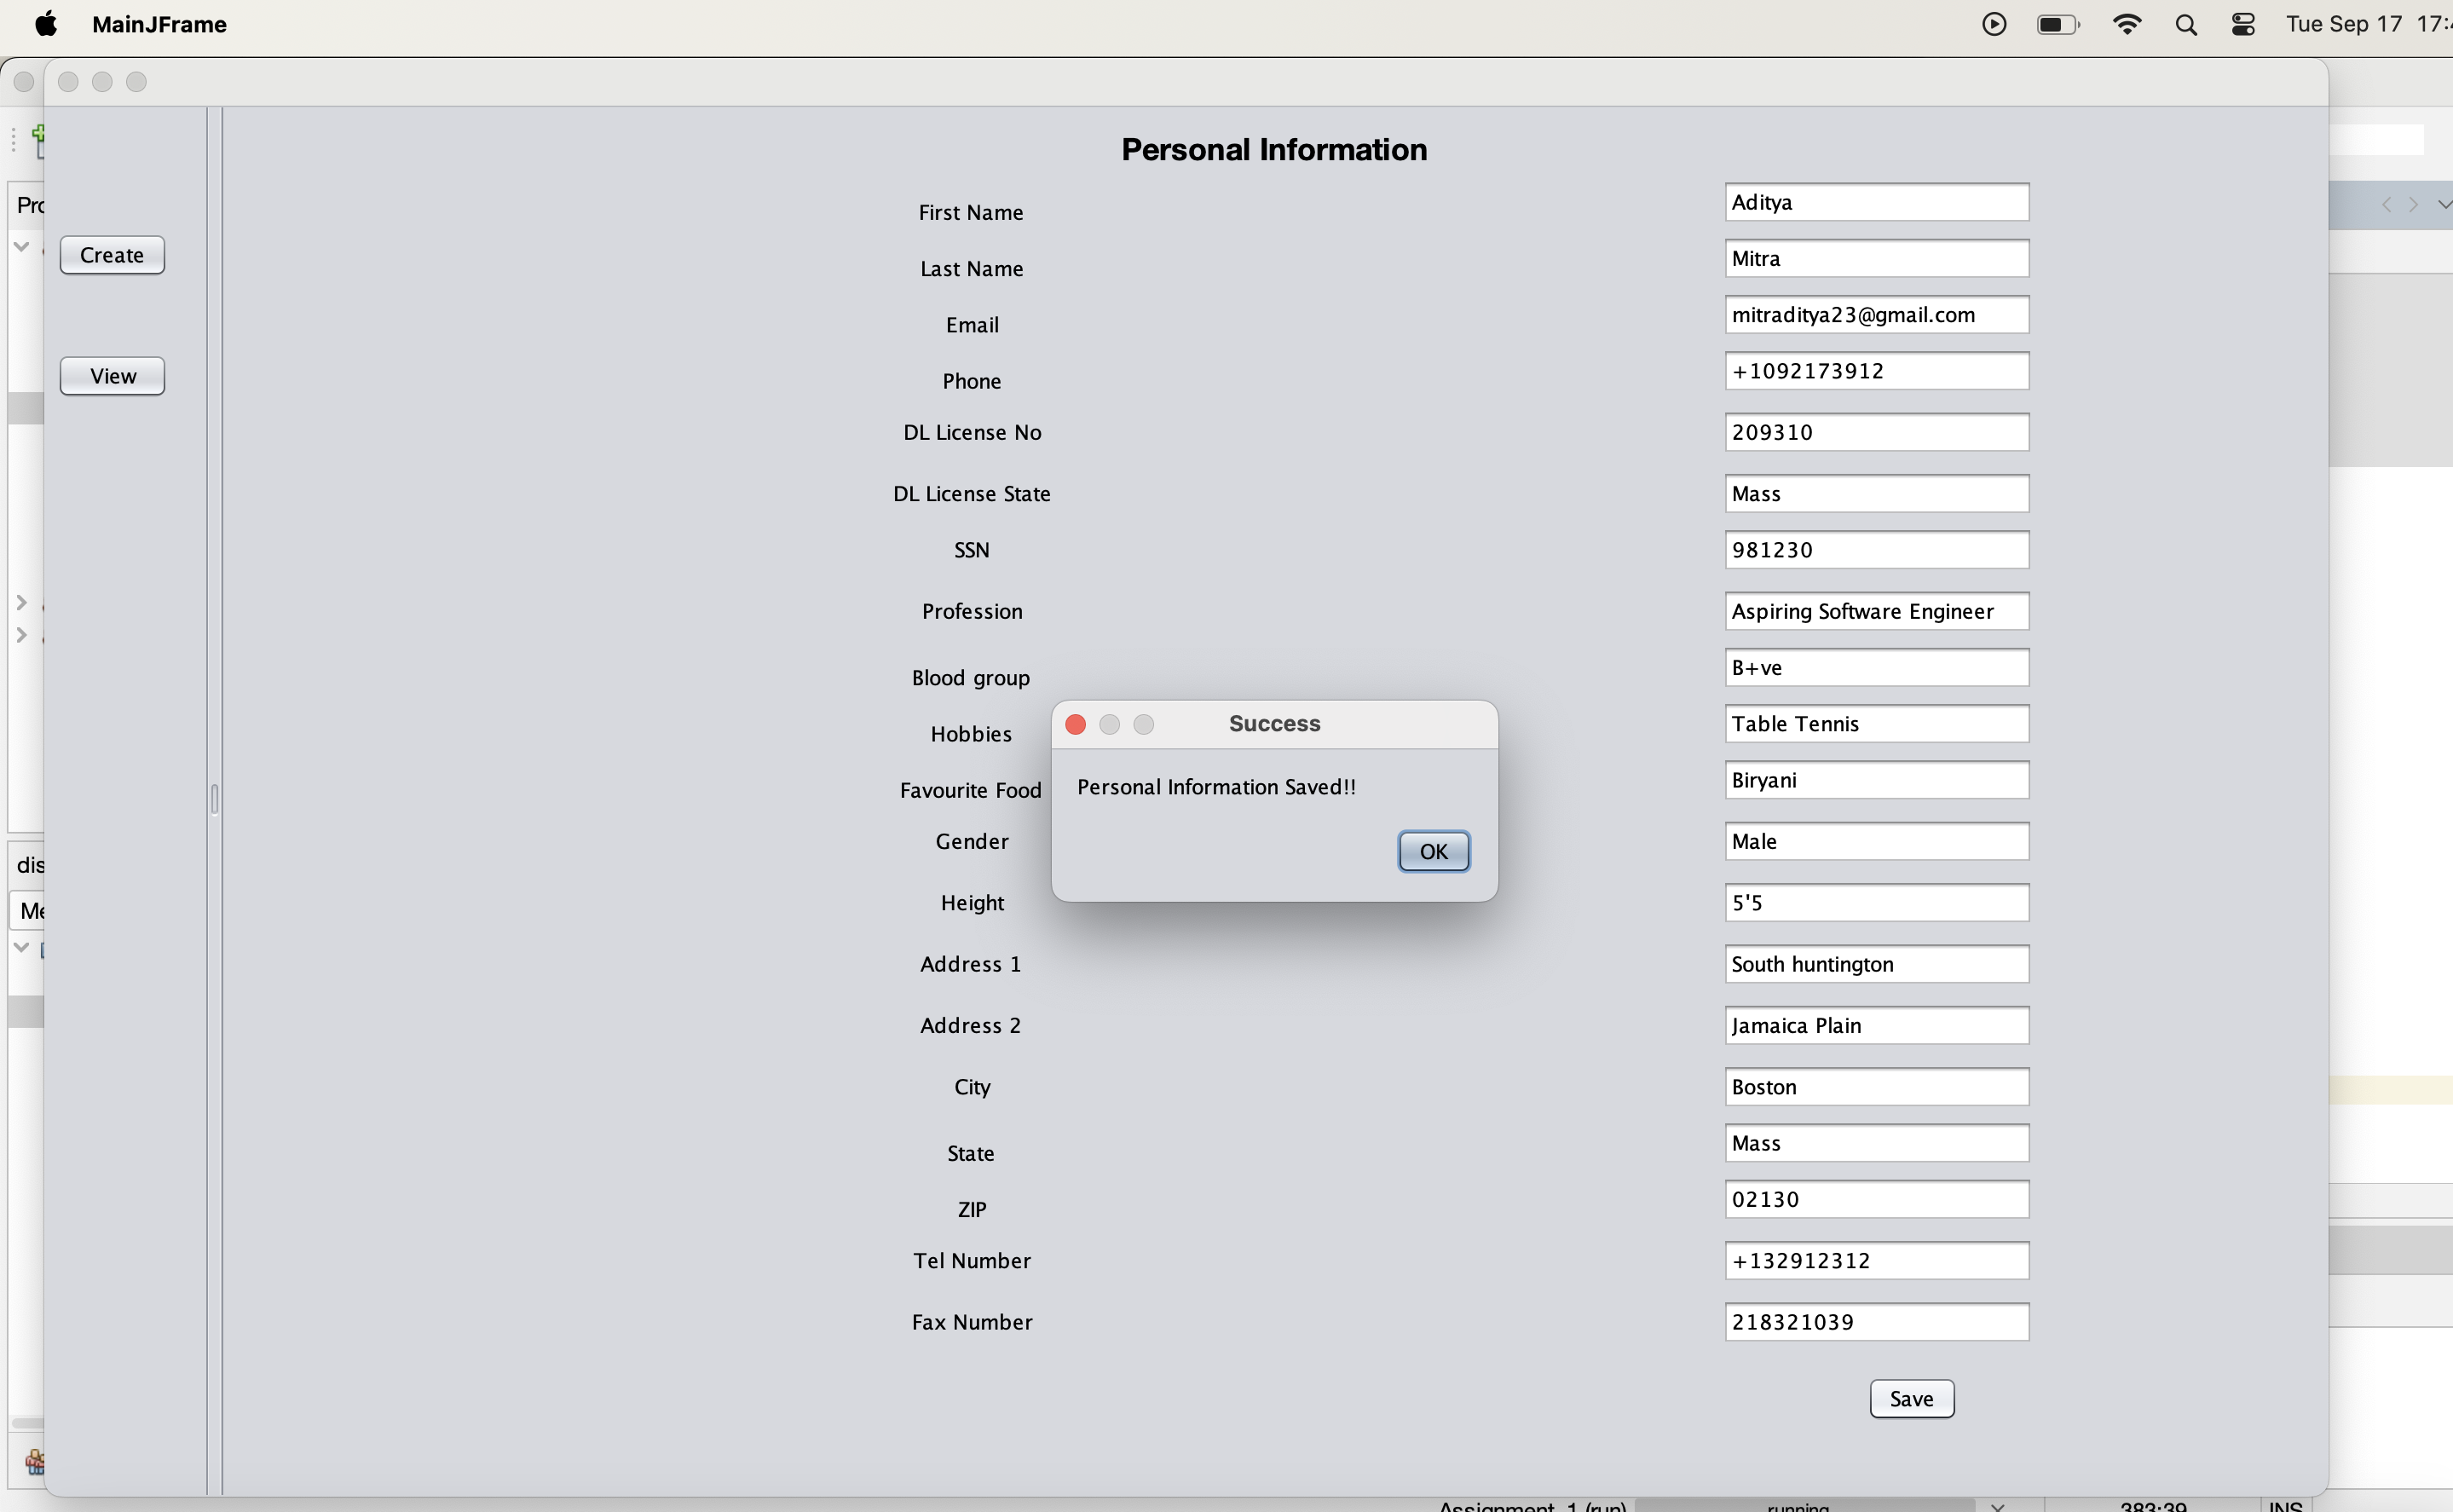 MainJFrame
Tue Sep 17 17:
Personal Information
First Name
Aditya
Last Name
Mitra
Email
mitraditya23@gmail.com
Phone
+1092173912
DL License No
209310
DL License State
Mass
SSN
981230
Profession
Aspiring Software Engineer
Blood group
B+ve
Hobbies
Table Tennis
Favourite Food
Biryani
Gender
Male
Height
5'5
Address 1
South huntington
Address 2
Jamaica Plain
City
Boston
State
Mass
ZIP
02130
Tel Number
+132912312
Fax Number
218321039
Save
Create
View
Success
Personal Information Saved!!
OK
Assignment_1 (run)
running...
383:39
INS